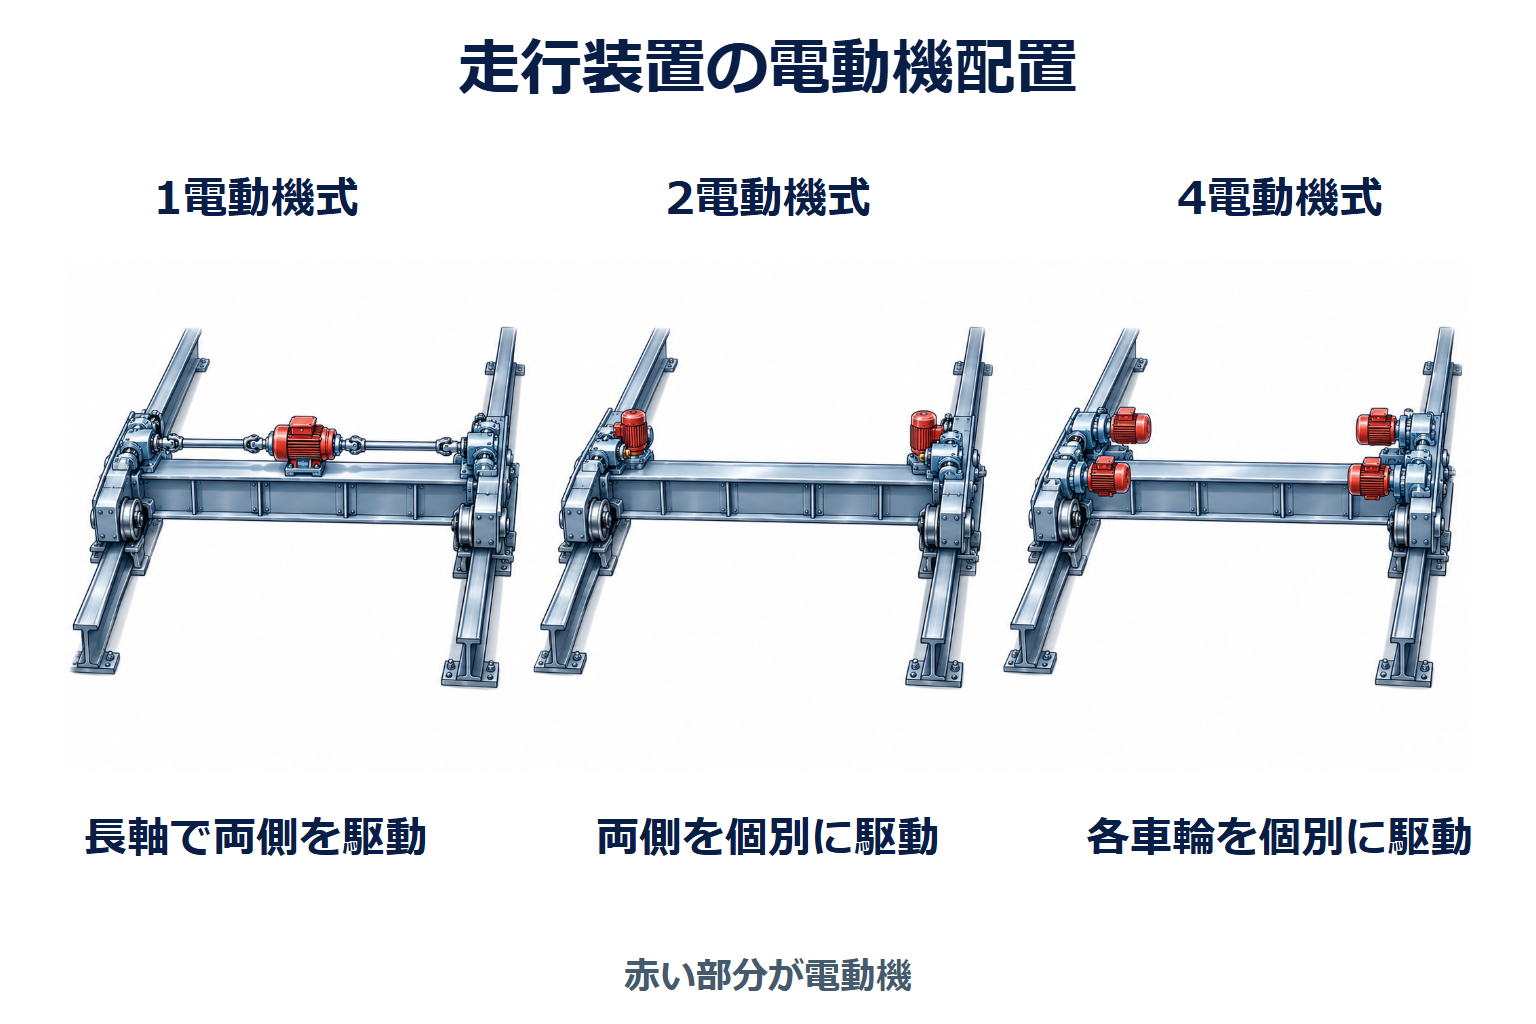 走行装置の電動機配置
1電動機式
2電動機式
4電動機式
長軸で両側を駆動
両側を個別に駆動
各車輪を個別に駆動
赤い部分が電動機